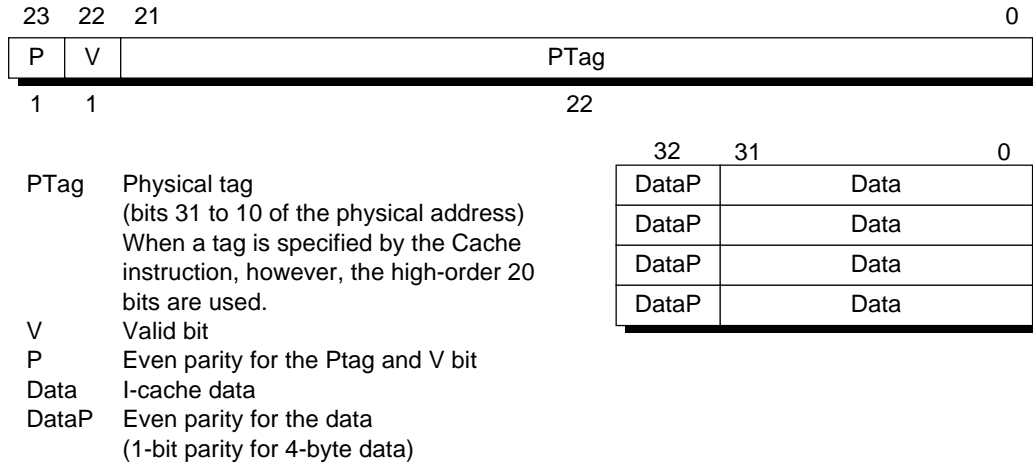 23 22 21 0
P V PTag
1 1 22
32 31 0
DataP Data
DataP Data
DataP Data
DataP Data
PTag Physical tag
(bits 31 to 10 of the physical address)
When a tag is specified by the Cache
instruction, however, the high-order 20
bits are used.
V Valid bit
P Even parity for the Ptag and V bit
Data I-cache data
DataP Even parity for the data
(1-bit parity for 4-byte data)